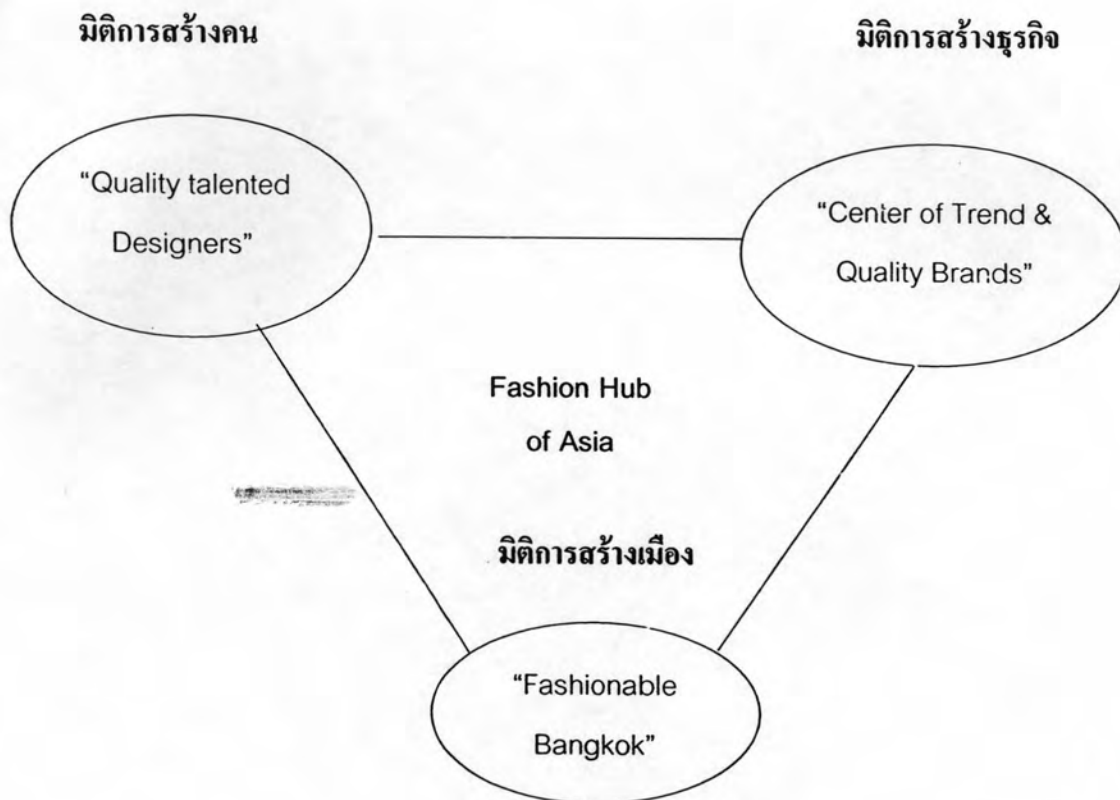 มิติการสร้างคน
มิติการสร้างธุรกิจ
“Quality talented
Designers”
“Center of Trend &
Quality Brands”
Fashion Hub
of Asia
มิติการสร้างเมือง
“Fashionable
Bangkok”